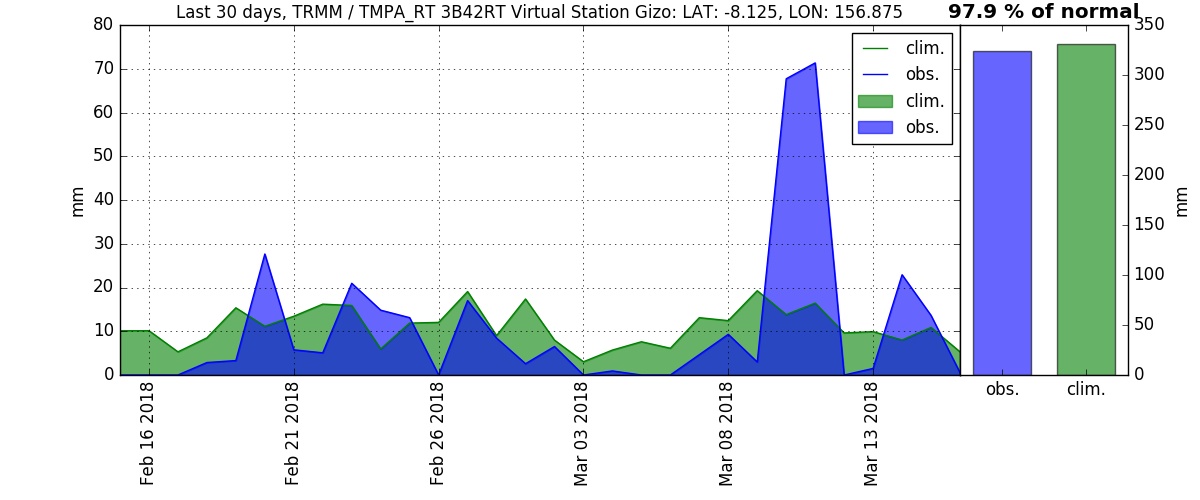 Last 30 days, TRMM / TMPA_RT 3B42RT Virtual Station Gizo: LAT: -8.125, LON: 156.875
97.9 % of normal
80
70
60
50
40
30
20
10
0
mm
clim.
obs.
clim.
obs.
350
300
250
200
150
100
50
0
mm
obs.
clim.
Feb 16 2018
Feb 21 2018
Feb 26 2018
Mar 03 2018
Mar 08 2018
Mar 13 2018